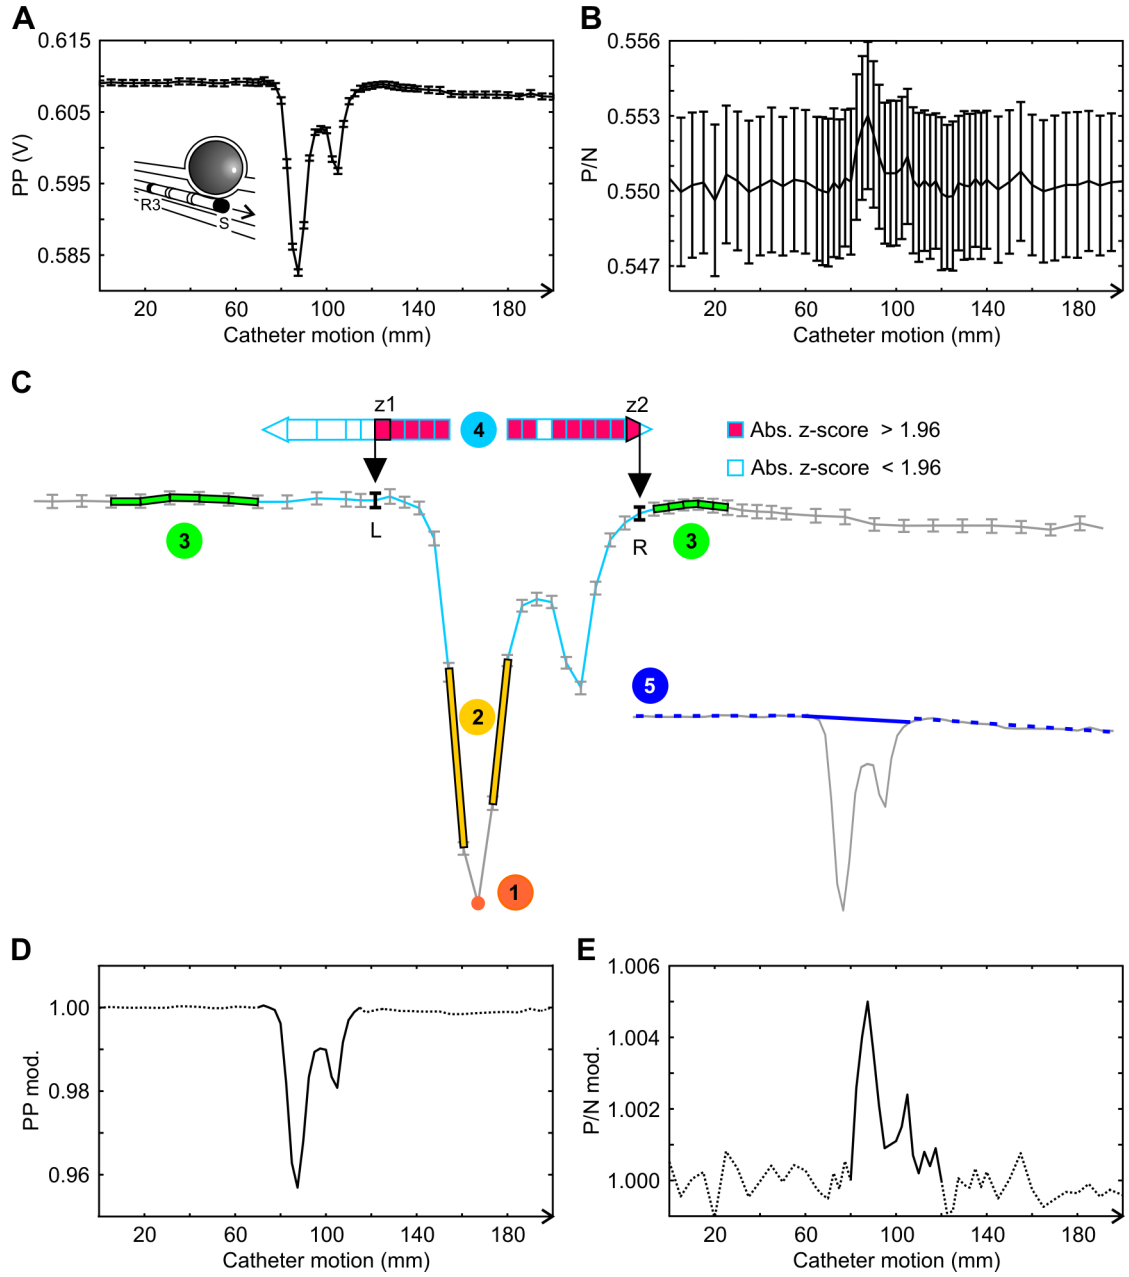 A
0.615
0.605
0.595
0.585
PP (V)
R3
S
20 60 100 140 180
Catheter motion (mm)
B
0.556
0.553
0.550
0.547
P/N
20 60 100 140 180
Catheter motion (mm)
C
z1
4
z2
Abs. z-score > 1.96
Abs. z-score < 1.96
3
L
R
3
2
5
1
D
1.00
0.98
0.96
PP mod.
20 60 100 140 180
Catheter motion (mm)
E
1.006
1.004
1.002
1.000
P/N mod.
20 60 100 140 180
Catheter motion (mm)